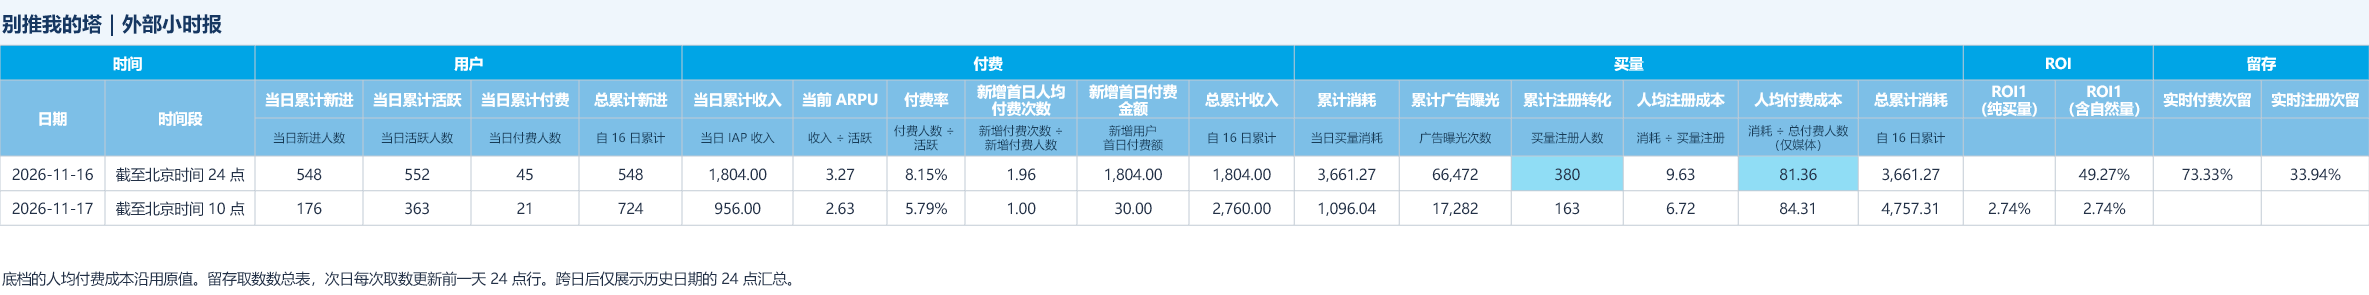 别推我的塔｜外部小时报
时间 用户 付费 买量 ROI 留存
日期 时间段 当日累计新进 当日累计活跃 当日累计付费 总累计新进 当日累计收入 当前 ARPU 付费率 新增首日人均付费次数 新增首日付费金额 总累计收入 累计消耗 累计广告曝光 累计注册转化 人均注册成本 人均付费成本 总累计消耗 ROI1（纯买量） ROI1（含自然量） 实时付费次留 实时注册次留
当日新进人数 当日活跃人数 当日付费人数 自 16 日累计 当日 IAP 收入 收入 ÷ 活跃 付费人数 ÷ 活跃 新增付费次数 ÷ 新增付费人数 新增用户首日付费额 自 16 日累计 当日买量消耗 广告曝光次数 买量注册人数 消耗 ÷ 买量注册 消耗 ÷ 总付费人数（仅媒体） 自 16 日累计
2026-11-16 截至北京时间 24 点 548 552 45 548 1,804.00 3.27 8.15% 1.96 1,804.00 1,804.00 3,661.27 66,472 380 9.63 81.36 3,661.27 49.27% 73.33% 33.94%
2026-11-17 截至北京时间 10 点 176 363 21 724 956.00 2.63 5.79% 1.00 30.00 2,760.00 1,096.04 17,282 163 6.72 84.31 4,757.31 2.74% 2.74%
底档的人均付费成本沿用原值。留存取数数总表，次日每次取数更新前一天 24 点行。跨日后仅展示历史日期的 24 点汇总。